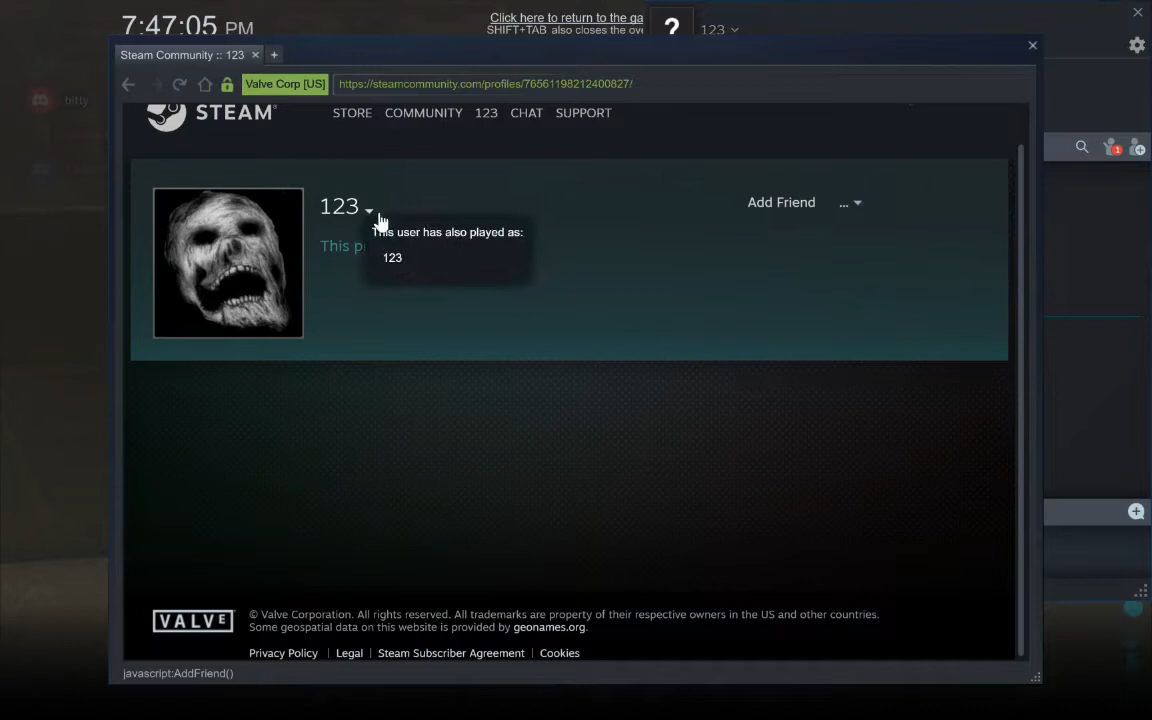 7:47:05 PM
Click here to return to the ga
SHIFT+TAB also closes the ove
?
123
Steam Community :: 123
Valve Corp [US]
https://steamcommunity.com/profiles/76561198212400827/
STEAM
STORE COMMUNITY 123 CHAT SUPPORT
bitty
1
123
Add Friend ...
This user has also played as:
This p
123
VALVE
© Valve Corporation. All rights reserved. All trademarks are property of their respective owners in the US and other countries.
Some geospatial data on this website is provided by geonames.org.
Privacy Policy | Legal | Steam Subscriber Agreement | Cookies
javascript:AddFriend()